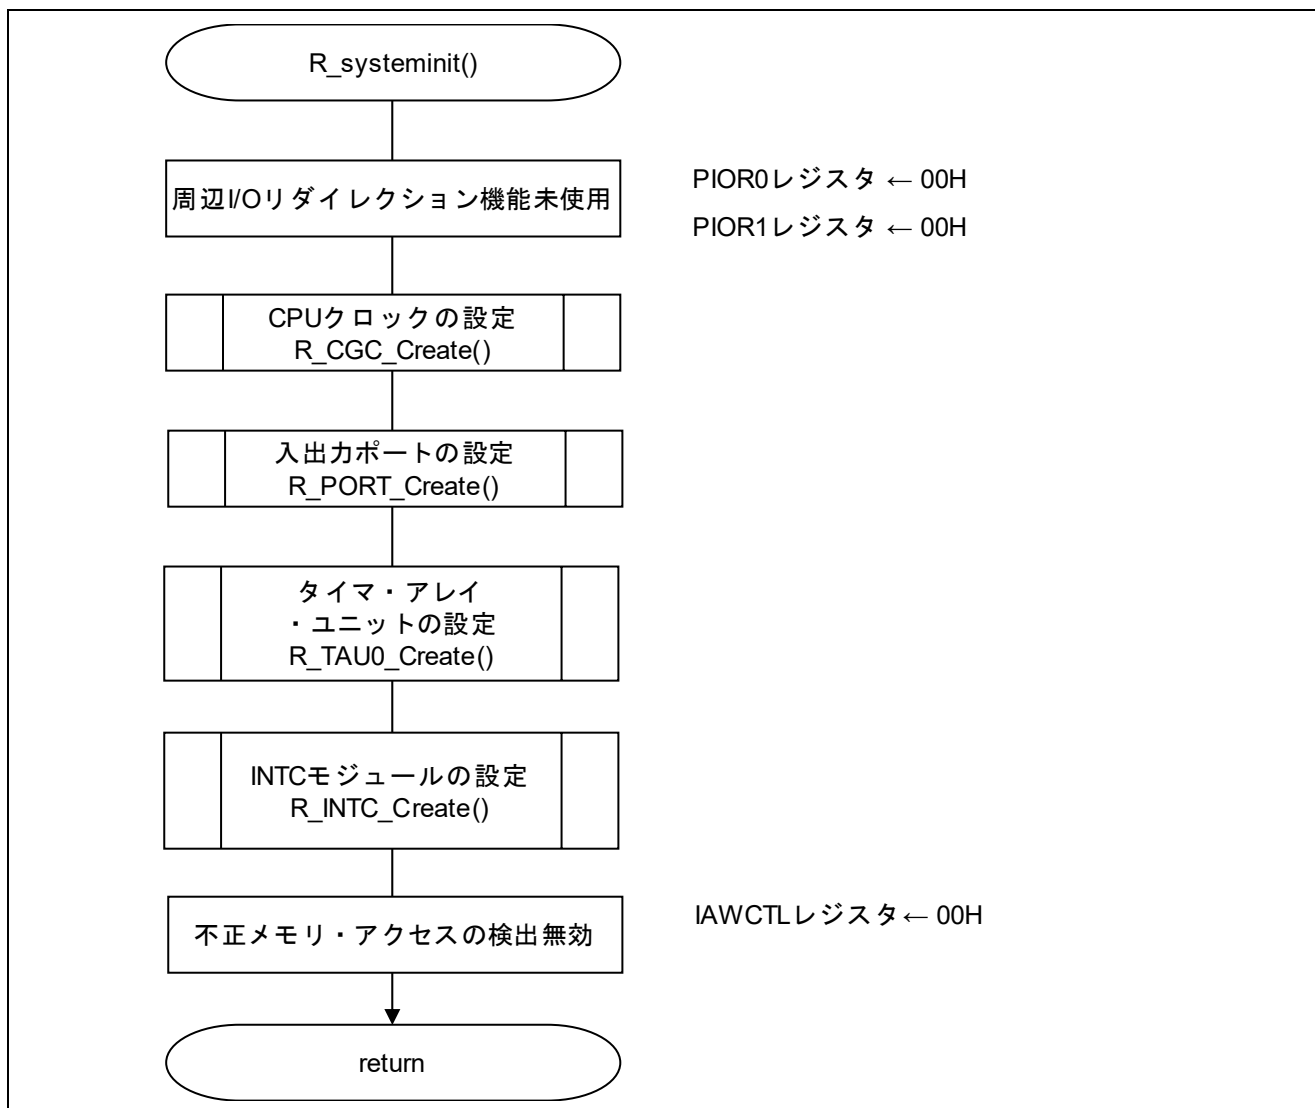 R_systeminit()
周辺I/Oリダイレクション機能未使用
PIOR0レジスタ ← 00H
PIOR1レジスタ ← 00H
CPUクロックの設定
R_CGC_Create()
入出力ポートの設定
R_PORT_Create()
タイマ・アレイ
・ユニットの設定
R_TAU0_Create()
INTCモジュールの設定
R_INTC_Create()
不正メモリ・アクセスの検出無効
IAWCTLレジスタ← 00H
return